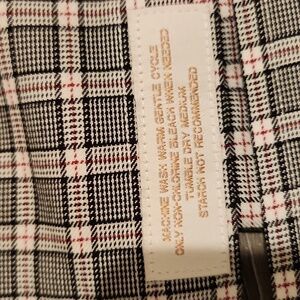 MACHINE WASH WARM GENTLE CYCLE
ONLY NON-CHLORINE BLEACH WHEN NEEDED
TUMBLE DRY MEDIUM
STARCH NOT RECOMMENDED